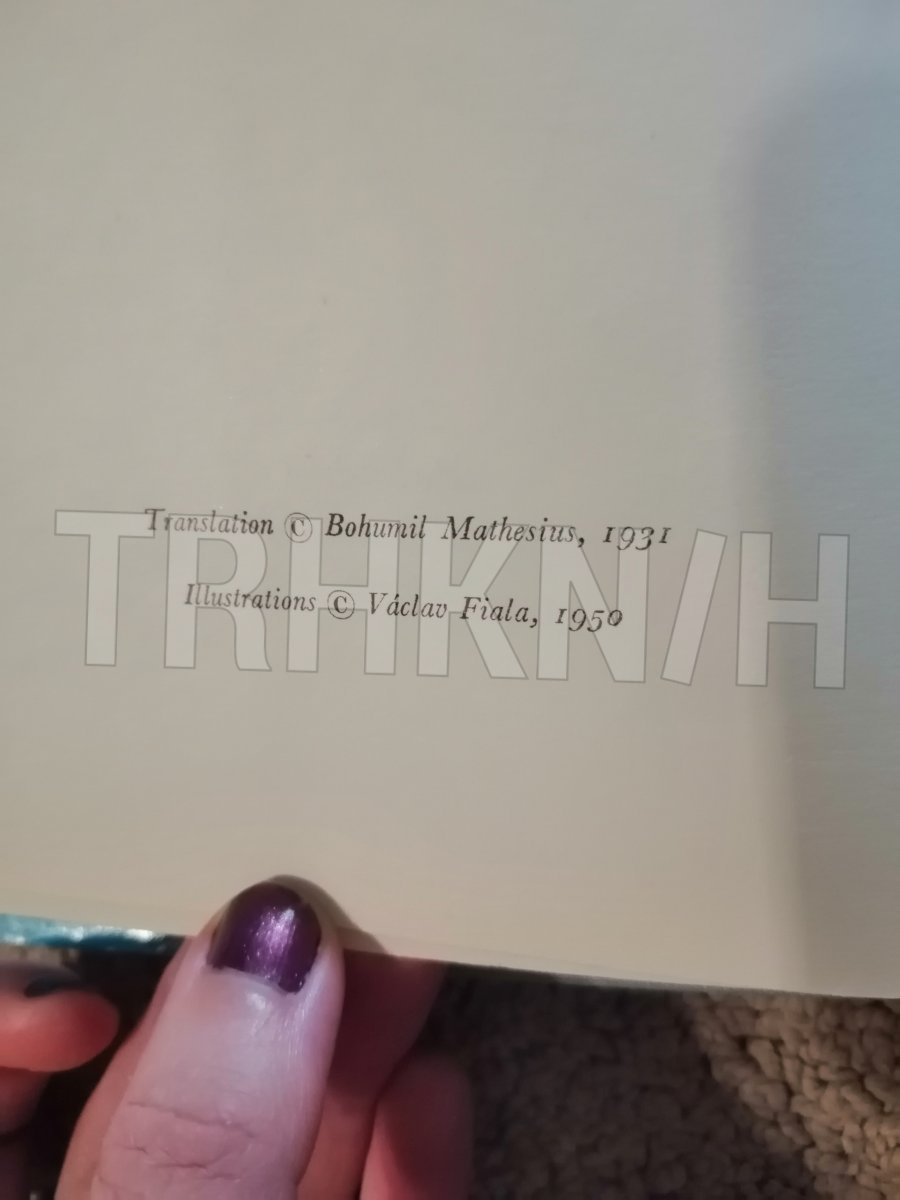 Translation © Bohumil Mathesius, 1931
Illustrations © Václav Fiala, 1950
TRHKN/H